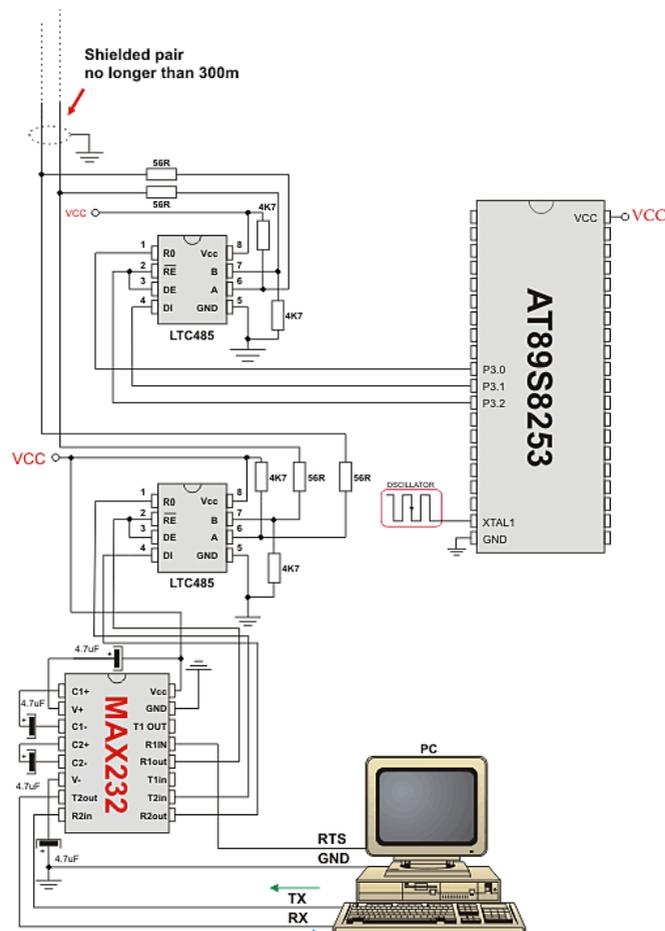 Shielded pair
no longer than 300m
56R
56R
VCC
4K7
1 R0 Vcc 8
2 RE B 7
3 DE A 6
4 DI GND 5
4K7
LTC485
VCC
VCC
AT89S8253
P3.0
P3.1
P3.2
OSCILLATOR
XTAL1
GND
VCC
4K7
56R
56R
1 R0 Vcc 8
2 RE B 7
3 DE A 6
4 DI GND 5
4K7
LTC485
4.7uF
+
4.7uF
+
+
4.7uF
+
4.7uF
MAX232
C1+ Vcc
V+ GND
C1- T1 OUT
C2+ R1IN
C2- R1out
V- T1in
T2out T2in
R2in R2out
PC
RTS
GND
TX
RX